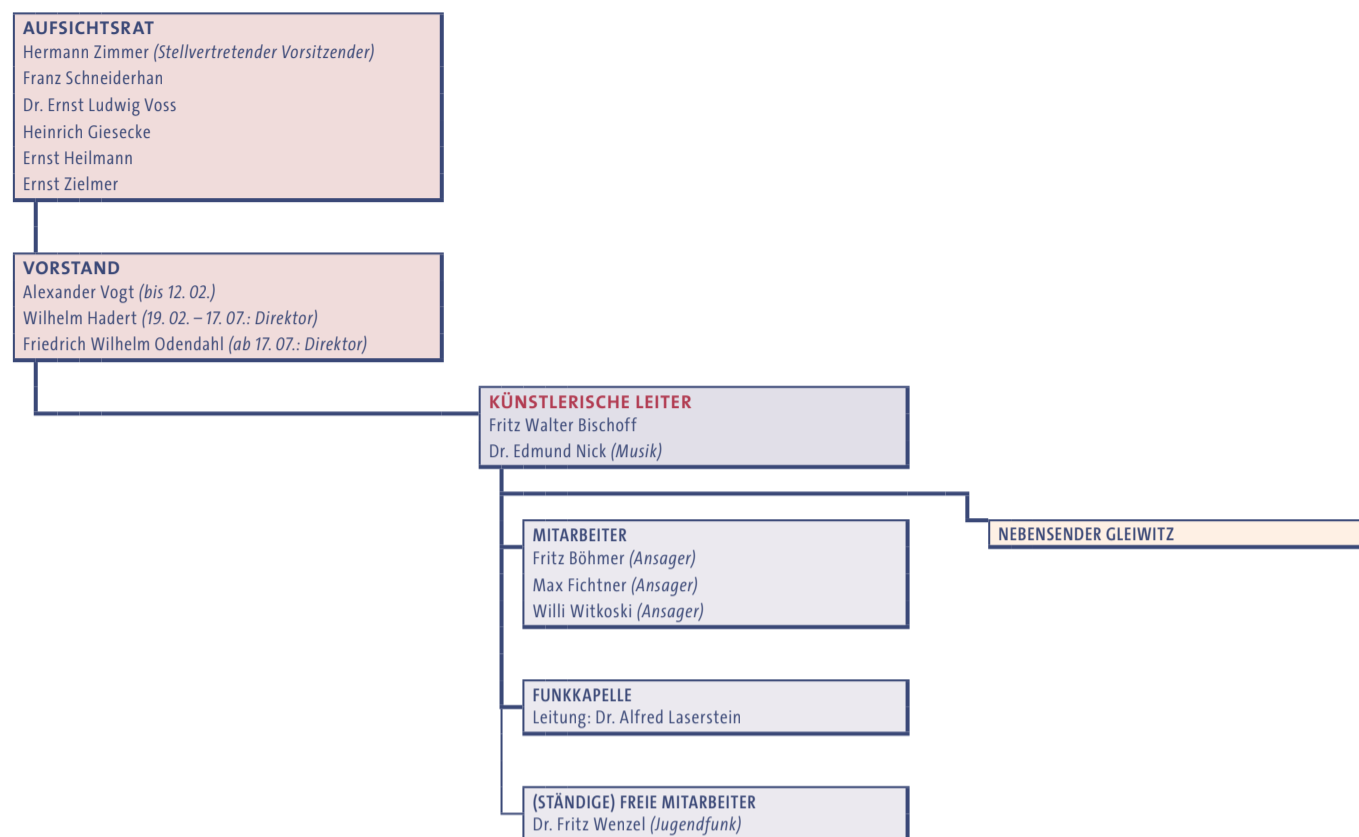 AUFSICHTSRAT
Hermann Zimmer (Stellvertretender Vorsitzender)
Franz Schneiderhan
Dr. Ernst Ludwig Voss
Heinrich Giesecke
Ernst Heilmann
Ernst Zielmer
VORSTAND
Alexander Vogt (bis 12. 02.)
Wilhelm Hadert (19. 02. – 17. 07.: Direktor)
Friedrich Wilhelm Odendahl (ab 17. 07.: Direktor)
KÜNSTLERISCHE LEITER
Fritz Walter Bischoff
Dr. Edmund Nick (Musik)
NEBENSENDER GLEIWITZ
MITARBEITER
Fritz Böhmer (Ansager)
Max Fichtner (Ansager)
Willi Witkoski (Ansager)
FUNKKAPELLE
Leitung: Dr. Alfred Laserstein
(STÄNDIGE) FREIE MITARBEITER
Dr. Fritz Wenzel (Jugendfunk)